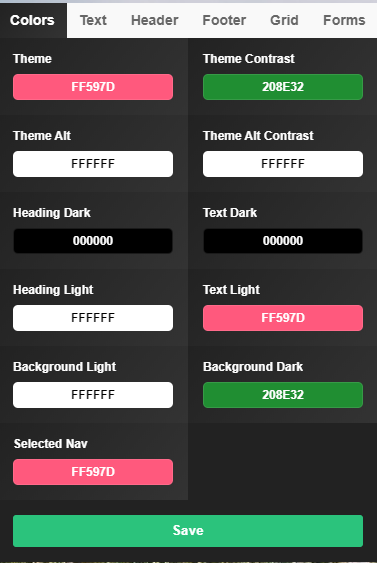 Colors Text Header Footer Grid Forms
Theme Theme Contrast
FF597D 208E32
Theme Alt Theme Alt Contrast
FFFFFF FFFFFF
Heading Dark Text Dark
000000 000000
Heading Light Text Light
FFFFFF FF597D
Background Light Background Dark
FFFFFF 208E32
Selected Nav
FF597D
Save